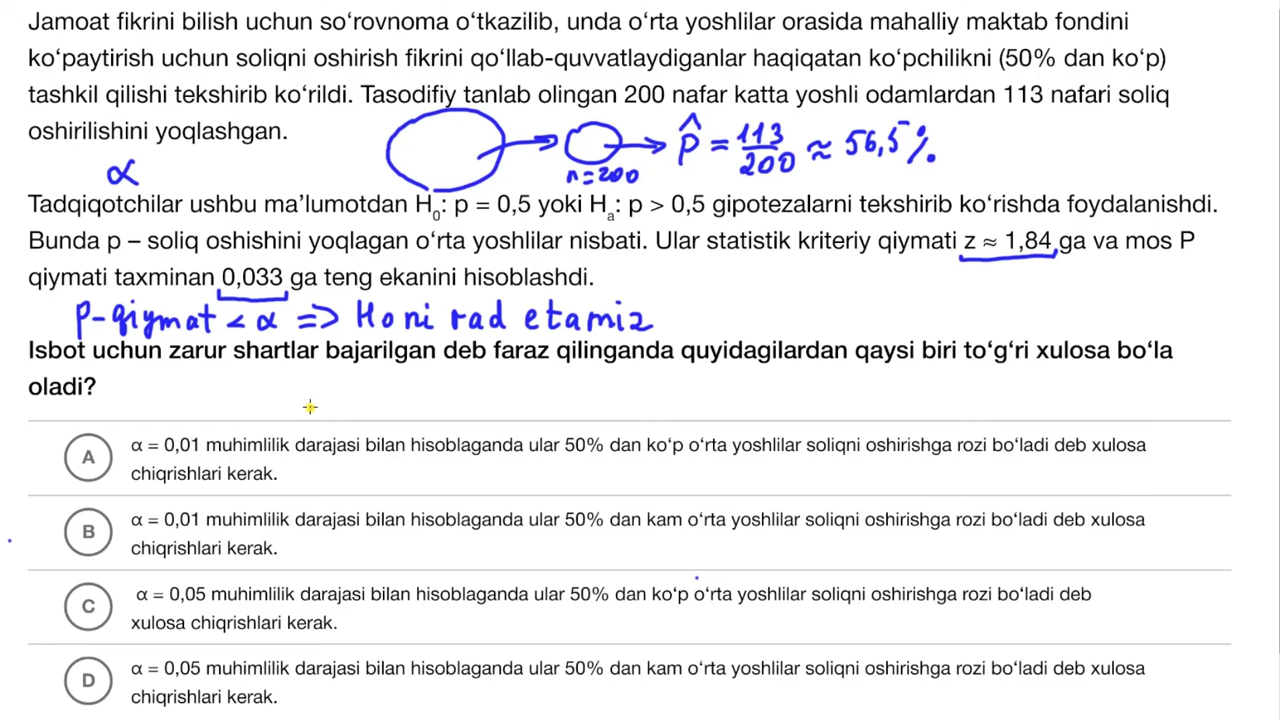 Jamoat fikrini bilish uchun so‘rovnoma o‘tkazilib, unda o‘rta yoshlilar orasida mahalliy maktab fondini
ko‘paytirish uchun soliqni oshirish fikrini qo‘llab-quvvatlaydiganlar haqiqatan ko‘pchilikni (50% dan ko‘p)
tashkil qilishi tekshirib ko‘rildi. Tasodifiy tanlab olingan 200 nafar katta yoshli odamlardan 113 nafari soliq
oshirilishini yoqlashgan.
n=200 p̂ = 113/200 ≈ 56,5%
α
Tadqiqotchilar ushbu ma’lumotdan H₀: p = 0,5 yoki Hₐ: p > 0,5 gipotezalarni tekshirib ko‘rishda foydalanishdi.
Bunda p – soliq oshishini yoqlagan o‘rta yoshlilar nisbati. Ular statistik kriteriy qiymati z ≈ 1,84 ga va mos P
qiymati taxminan 0,033 ga teng ekanini hisoblashdi.
P-qiymat < α => H0 ni rad etamiz
Isbot uchun zarur shartlar bajarilgan deb faraz qilinganda quyidagilardan qaysi biri to‘g‘ri xulosa bo‘la
oladi?
A α = 0,01 muhimlilik darajasi bilan hisoblaganda ular 50% dan ko‘p o‘rta yoshlilar soliqni oshirishga rozi bo‘ladi deb xulosa
chiqrishlari kerak.
B α = 0,01 muhimlilik darajasi bilan hisoblaganda ular 50% dan kam o‘rta yoshlilar soliqni oshirishga rozi bo‘ladi deb xulosa
chiqrishlari kerak.
C α = 0,05 muhimlilik darajasi bilan hisoblaganda ular 50% dan ko‘p o‘rta yoshlilar soliqni oshirishga rozi bo‘ladi deb
xulosa chiqrishlari kerak.
D α = 0,05 muhimlilik darajasi bilan hisoblaganda ular 50% dan kam o‘rta yoshlilar soliqni oshirishga rozi bo‘ladi deb xulosa
chiqrishlari kerak.